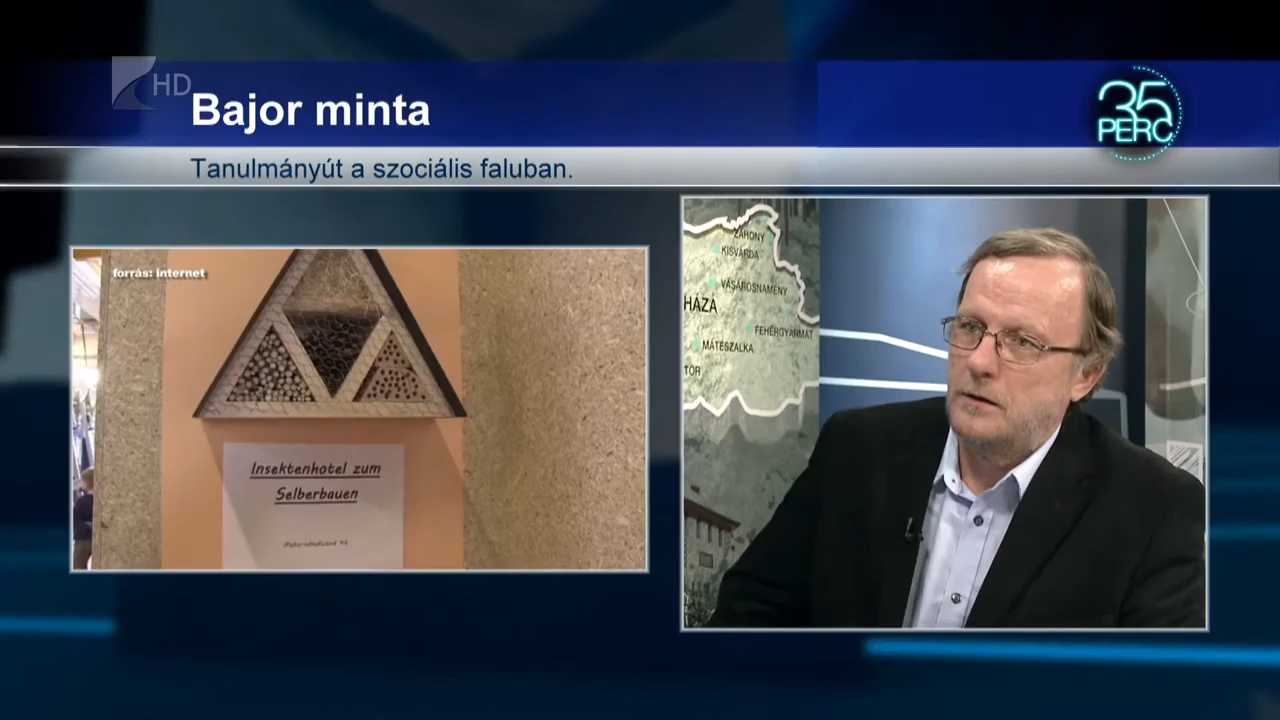 HD
Bajor minta
35
PERC
Tanulmányút a szociális faluban.
forrás: internet
Insektenhotel zum
Selberbauen
ZÁHONY
KISVÁRDA
VÁSÁROSNAMÉNY
HÁZA
FEHÉRGYARMAT
MÁTÉSZALKA
TOR